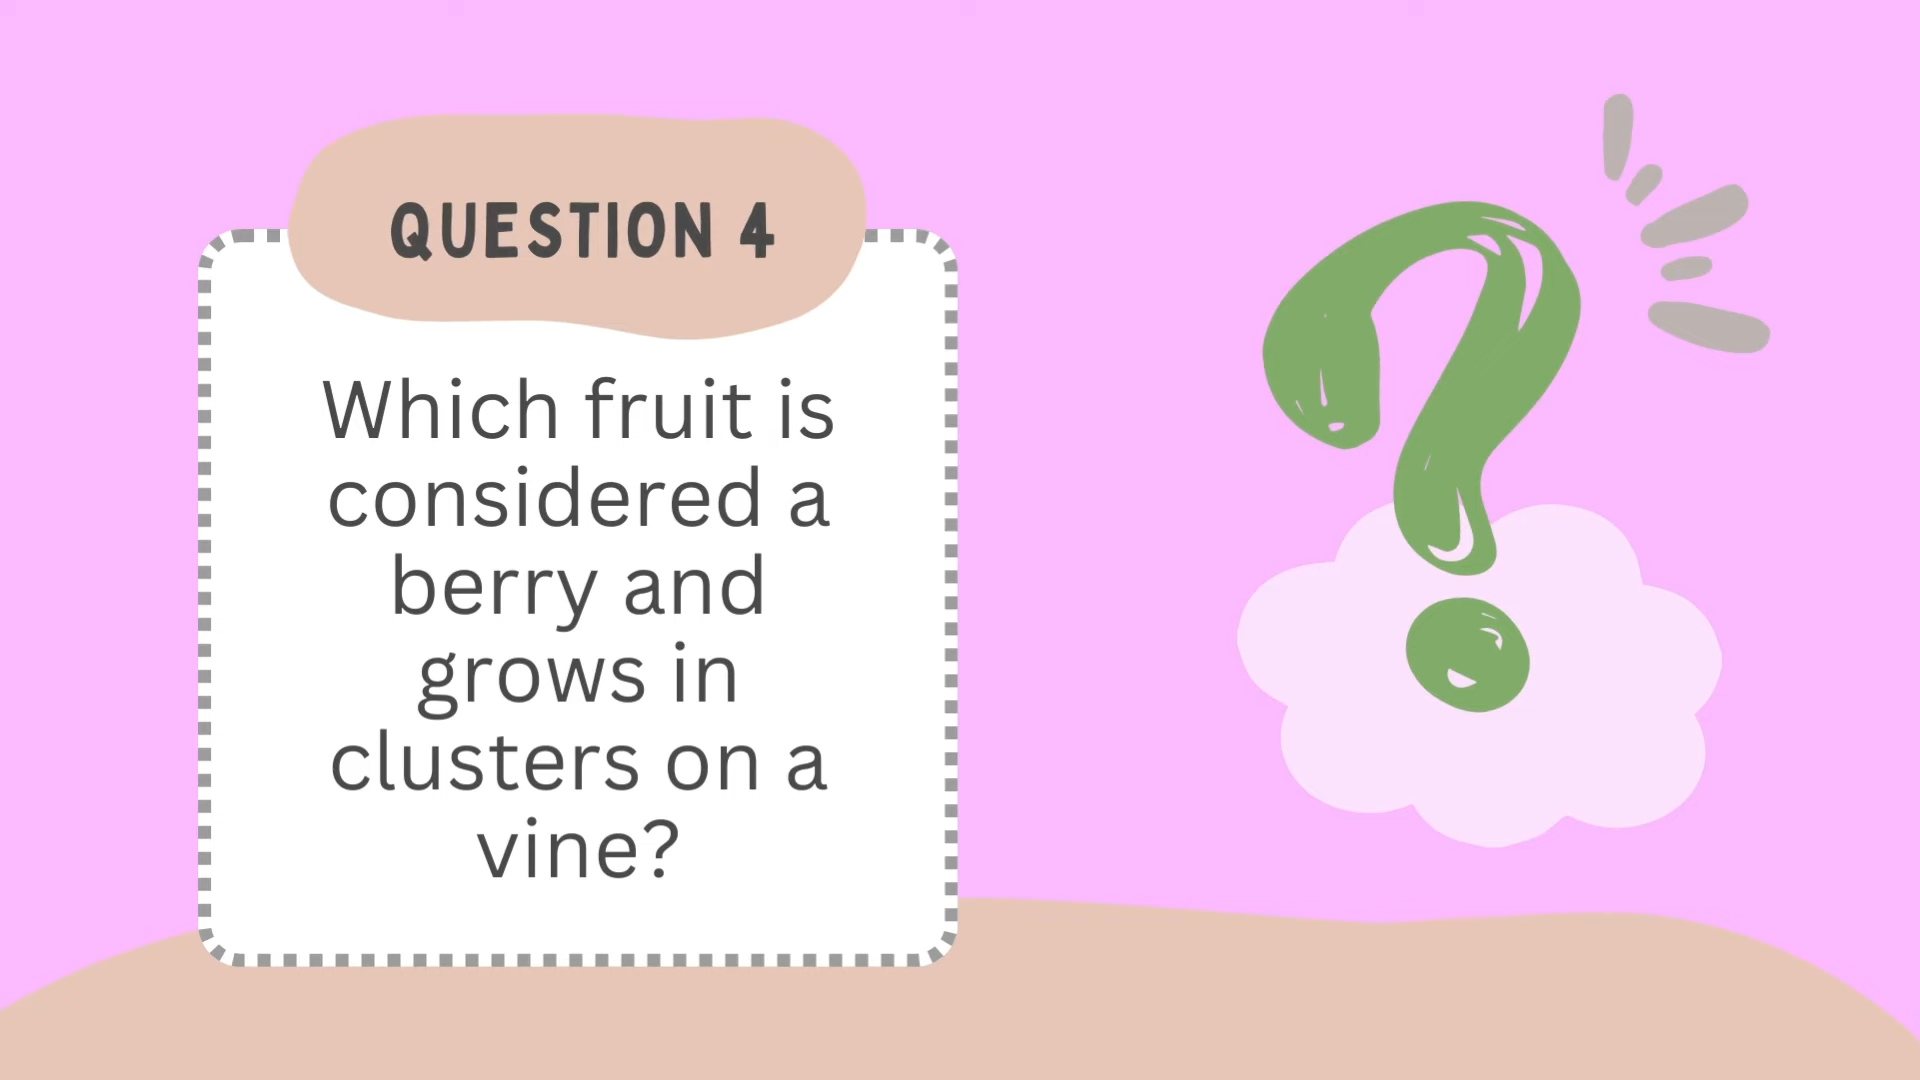 QUESTION 4
Which fruit is
considered a
berry and
grows in
clusters on a
vine?